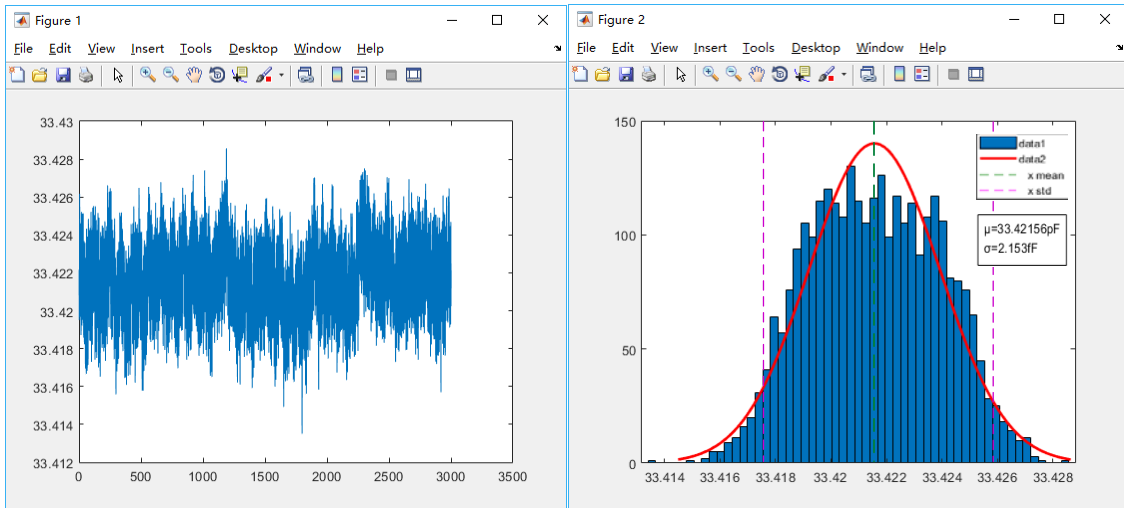 Figure 1
File Edit View Insert Tools Desktop Window Help
33.43
33.428
33.426
33.424
33.422
33.42
33.418
33.416
33.414
33.412
0 500 1000 1500 2000 2500 3000 3500
Figure 2
File Edit View Insert Tools Desktop Window Help
150
100
50
0
33.414 33.416 33.418 33.42 33.422 33.424 33.426 33.428
data1
data2
x mean
x std
μ=33.42156pF
σ=2.153fF